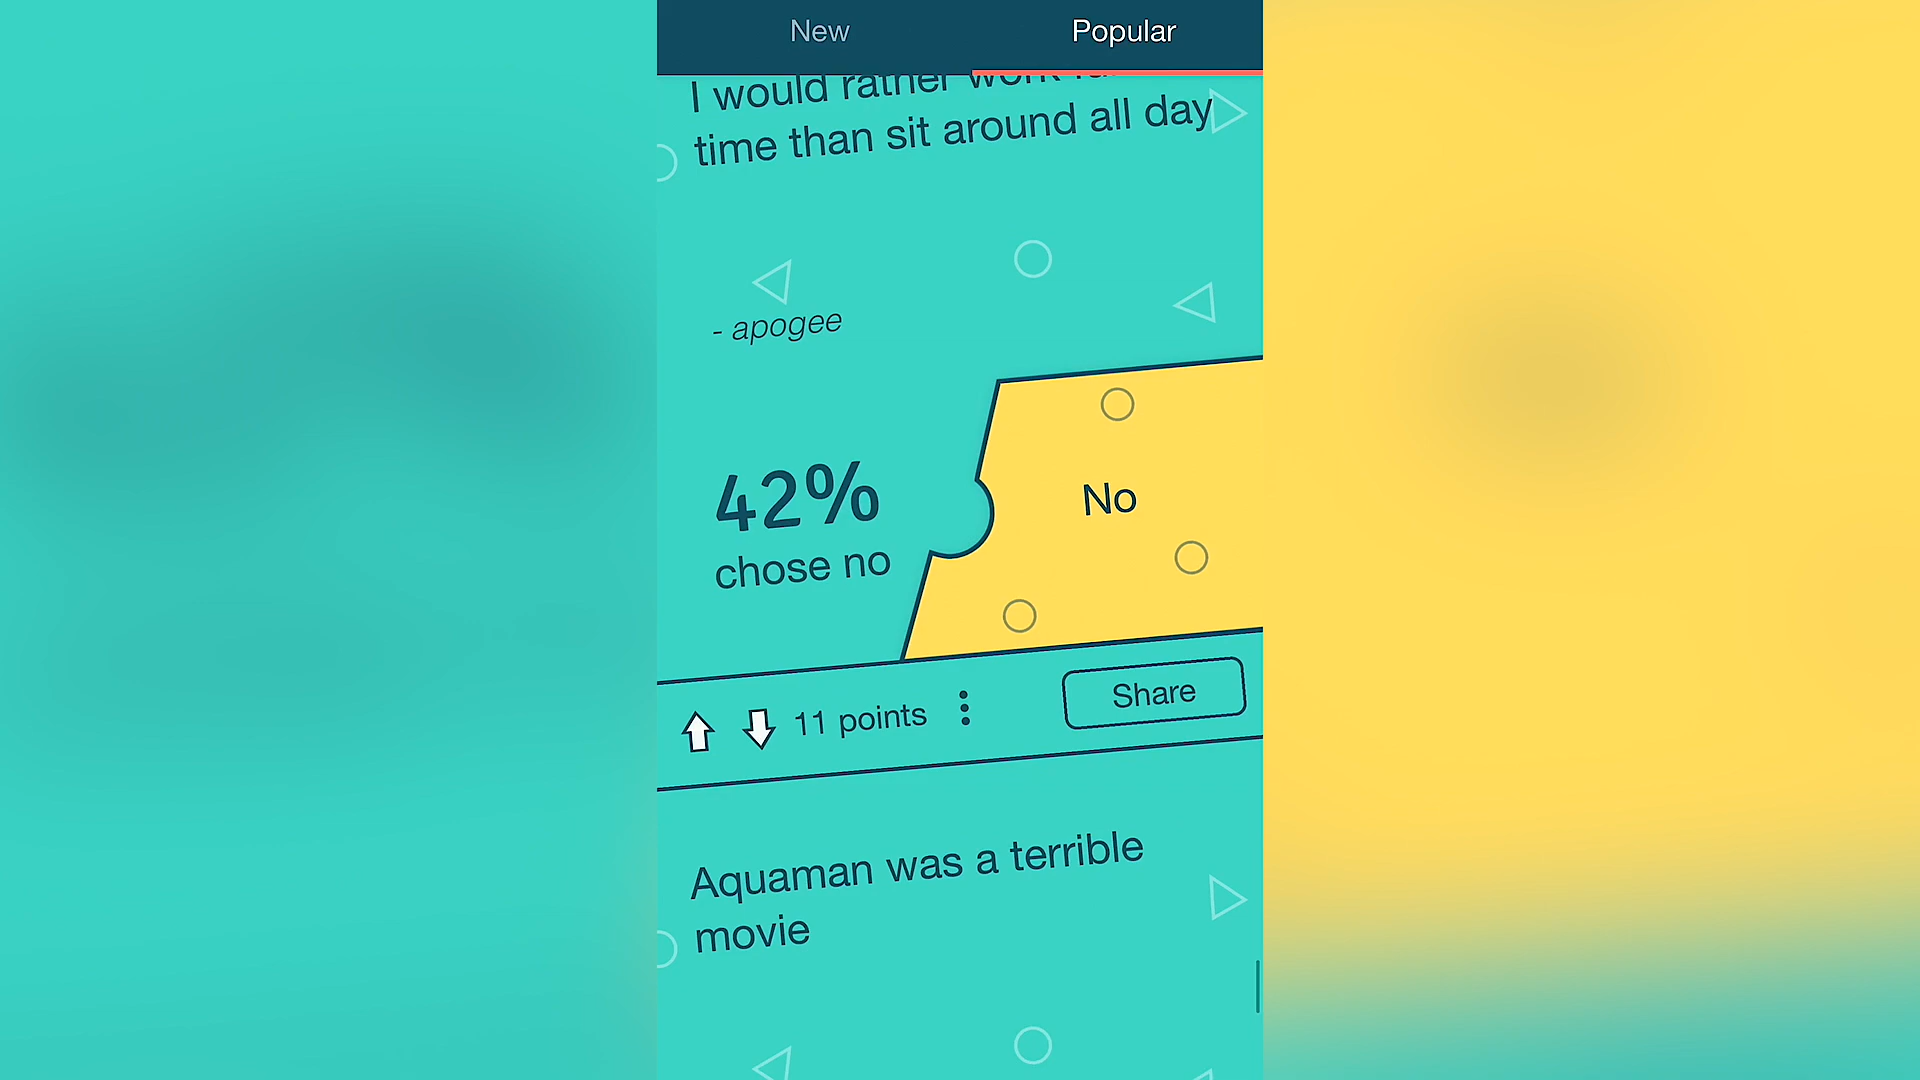 New
Popular
I would rather work
time than sit around all day
- apogee
42%
chose no
No
11 points
Share
Aquaman was a terrible
movie